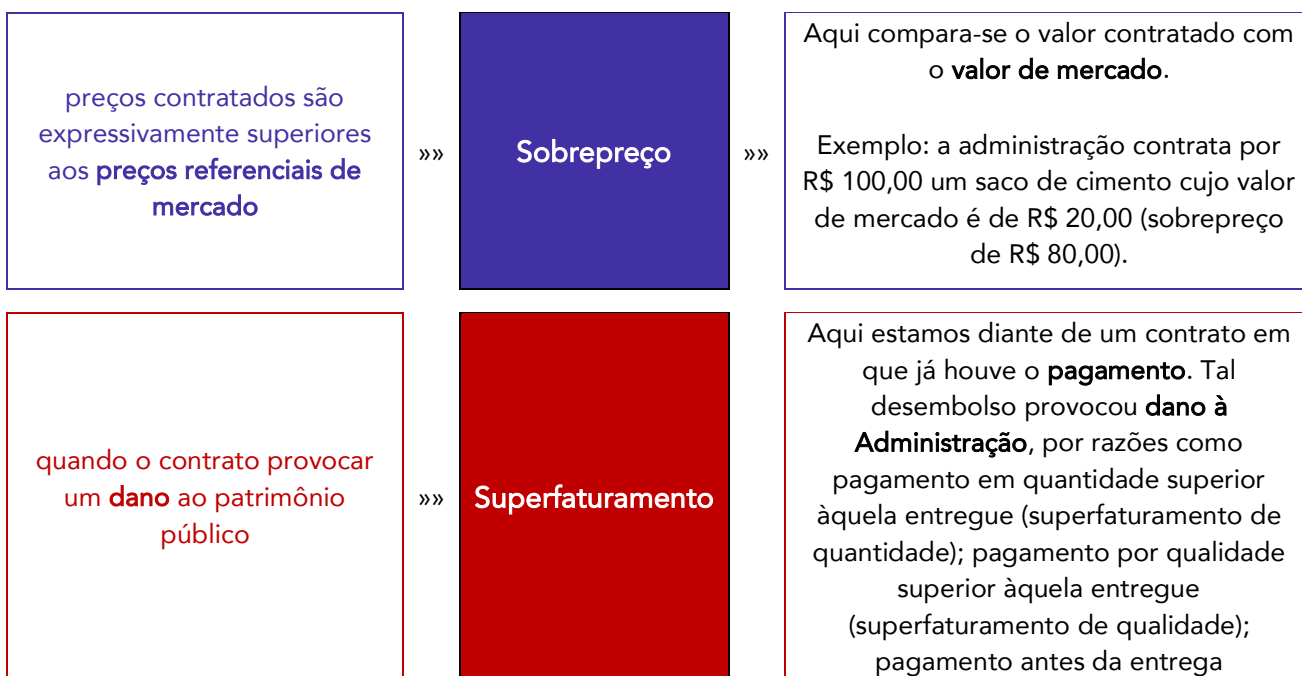 preços contratados são
expressivamente superiores
aos preços referenciais de
mercado
»»
Sobrepreço
»»
Aqui compara-se o valor contratado com
o valor de mercado.
Exemplo: a administração contrata por
R$ 100,00 um saco de cimento cujo valor
de mercado é de R$ 20,00 (sobrepreço
de R$ 80,00).
quando o contrato provocar
um dano ao patrimônio
público
»»
Superfaturamento
»»
Aqui estamos diante de um contrato em
que já houve o pagamento. Tal
desembolso provocou dano à
Administração, por razões como
pagamento em quantidade superior
àquela entregue (superfaturamento de
quantidade); pagamento por qualidade
superior àquela entregue
(superfaturamento de qualidade);
pagamento antes da entrega